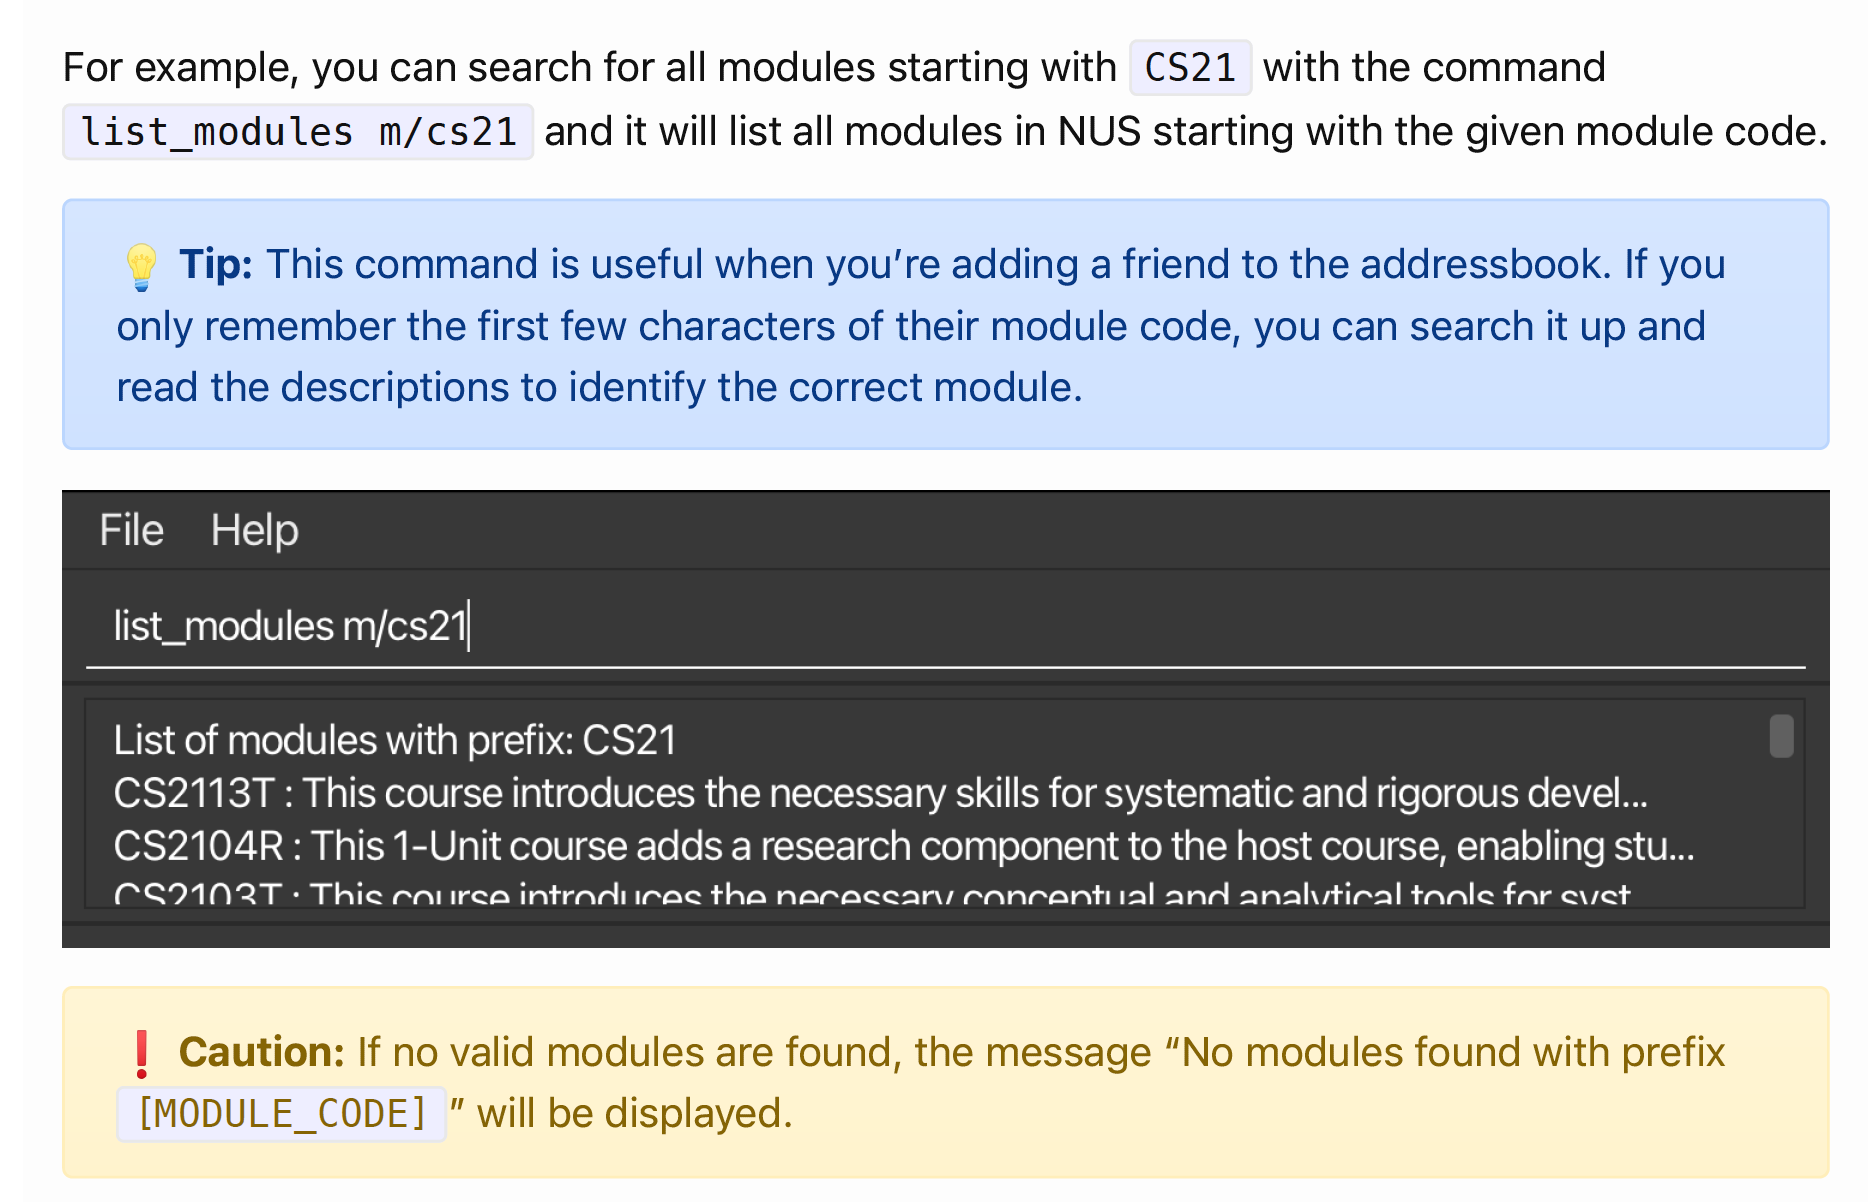 For example, you can search for all modules starting with CS21 with the command
list_modules m/cs21 and it will list all modules in NUS starting with the given module code.
Tip: This command is useful when you’re adding a friend to the addressbook. If you
only remember the first few characters of their module code, you can search it up and
read the descriptions to identify the correct module.
File Help
list_modules m/cs21
List of modules with prefix: CS21
CS2113T : This course introduces the necessary skills for systematic and rigorous devel...
CS2104R : This 1-Unit course adds a research component to the host course, enabling stu...
CS2103T : This course introduces the necessary conceptual and analytical tools for syst
Caution: If no valid modules are found, the message “No modules found with prefix
[MODULE_CODE] ” will be displayed.